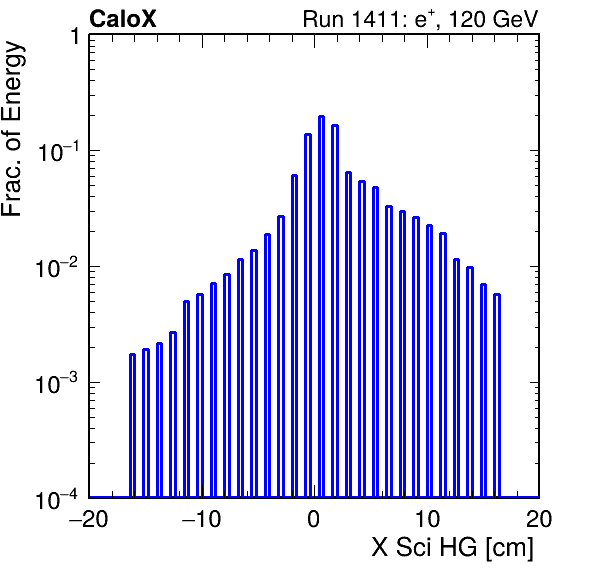 CaloX Run 1411: e⁺, 120 GeV
Frac. of Energy
1
10⁻¹
10⁻²
10⁻³
10⁻⁴
−20 −10 0 10 20
X Sci HG [cm]